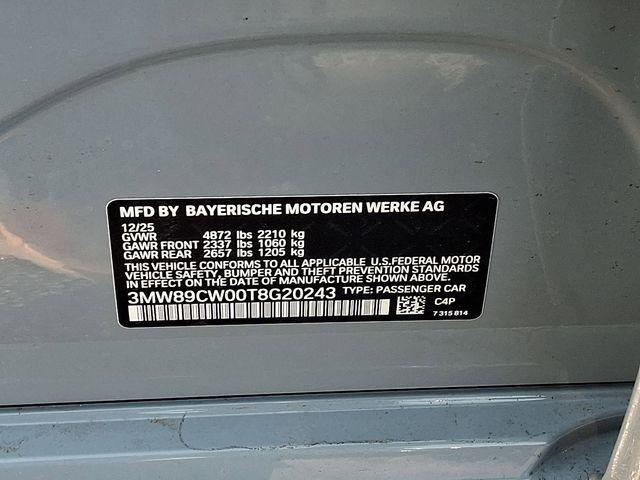 MFD BY BAYERISCHE MOTOREN WERKE AG
12/25
GVWR 4872 lbs 2210 kg
GAWR FRONT 2337 lbs 1060 kg
GAWR REAR 2657 lbs 1205 kg
THIS VEHICLE CONFORMS TO ALL APPLICABLE U.S.FEDERAL MOTOR
VEHICLE SAFETY, BUMPER, AND THEFT PREVENTION STANDARDS
IN EFFECT ON THE DATE OF MANUFACTURE SHOWN ABOVE.
3MW89CW00T8G20243 TYPE: PASSENGER CAR
C4P
7 315 814